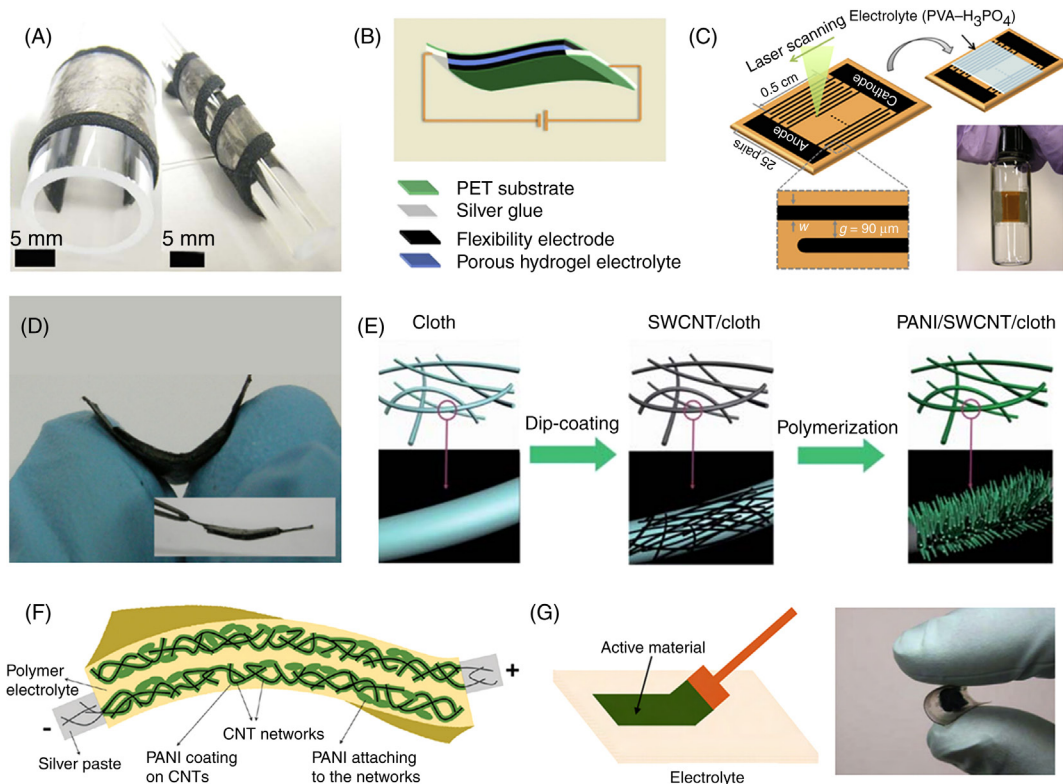 (A)
5 mm
5 mm
(B)
PET substrate
Silver glue
Flexibility electrode
Porous hydrogel electrolyte
(C)
Electrolyte (PVA–H3PO4)
Laser scanning
0.5 cm
Cathode
Anode
25 pairs
w
g = 90 μm
(D)
(E)
Cloth
SWCNT/cloth
PANI/SWCNT/cloth
Dip-coating
Polymerization
(F)
Polymer
electrolyte
+
-
Silver paste
PANI coating
on CNTs
CNT networks
PANI attaching
to the networks
(G)
Active material
Electrolyte